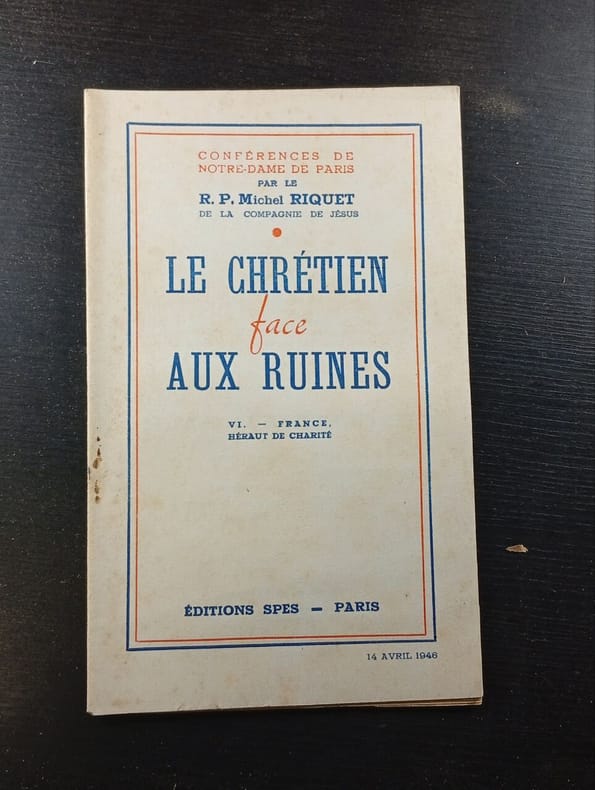 CONFÉRENCES DE
NOTRE-DAME DE PARIS
PAR LE
R. P. Michel RIQUET
DE LA COMPAGNIE DE JÉSUS
LE CHRÉTIEN
face
AUX RUINES
VI. — FRANCE,
HÉRAUT DE CHARITÉ
ÉDITIONS SPES — PARIS
14 AVRIL 1946